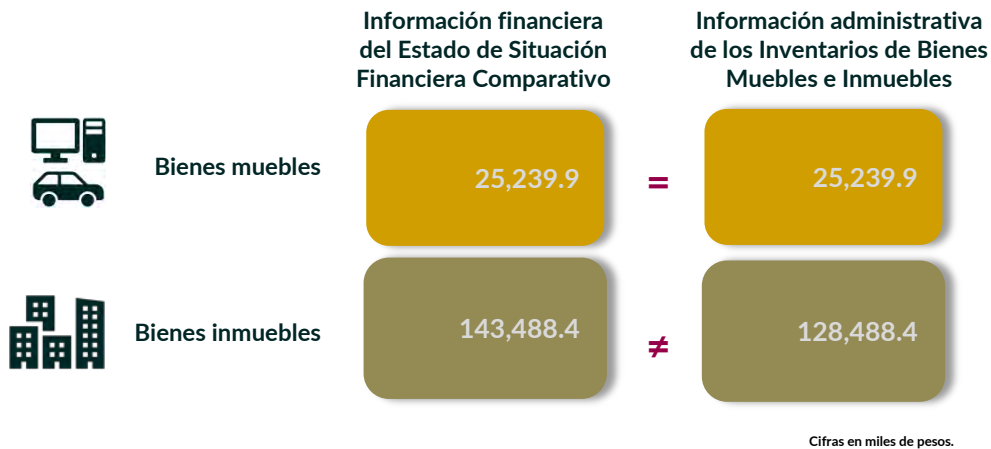 Información financiera
del Estado de Situación
Financiera Comparativo
Información administrativa
de los Inventarios de Bienes
Muebles e Inmuebles
Bienes muebles
25,239.9
=
25,239.9
Bienes inmuebles
143,488.4
≠
128,488.4
Cifras en miles de pesos.